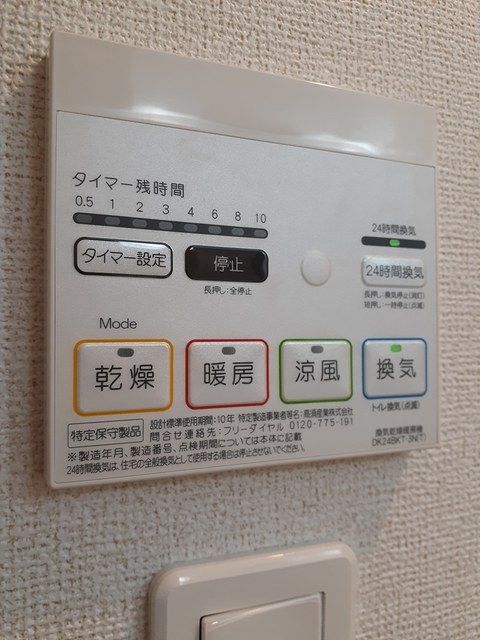 タイマー残時間
0.5 1 2 3 4 6 8 10
24時間換気
タイマー設定
停止
24時間換気
長押し:全停止
長押し:換気停止(消灯)
短押し:一時停止(点滅)
Mode
乾燥
暖房
涼風
換気
トイレ換気(点滅)
特定保守製品
設計標準使用期間:10年 特定製造事業者等名:高須産業株式会社
問合せ連絡先:フリーダイヤル 0120-775-191
※製造年月、製造番号、点検期間については本体に記載
24時間換気は、住宅の全般換気として使用する場合は停止させないでください。
換気乾燥暖房機
DK24BKT-3N(T)